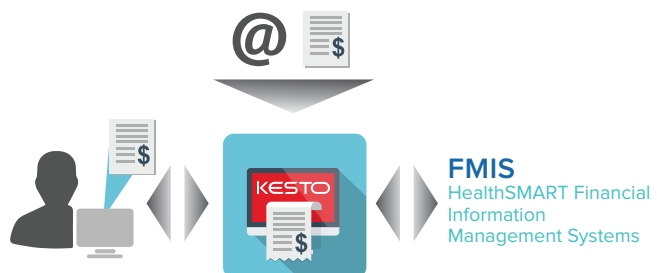 @
$
$
KESTO
$
FMIS
HealthSMART Financial
Information
Management Systems